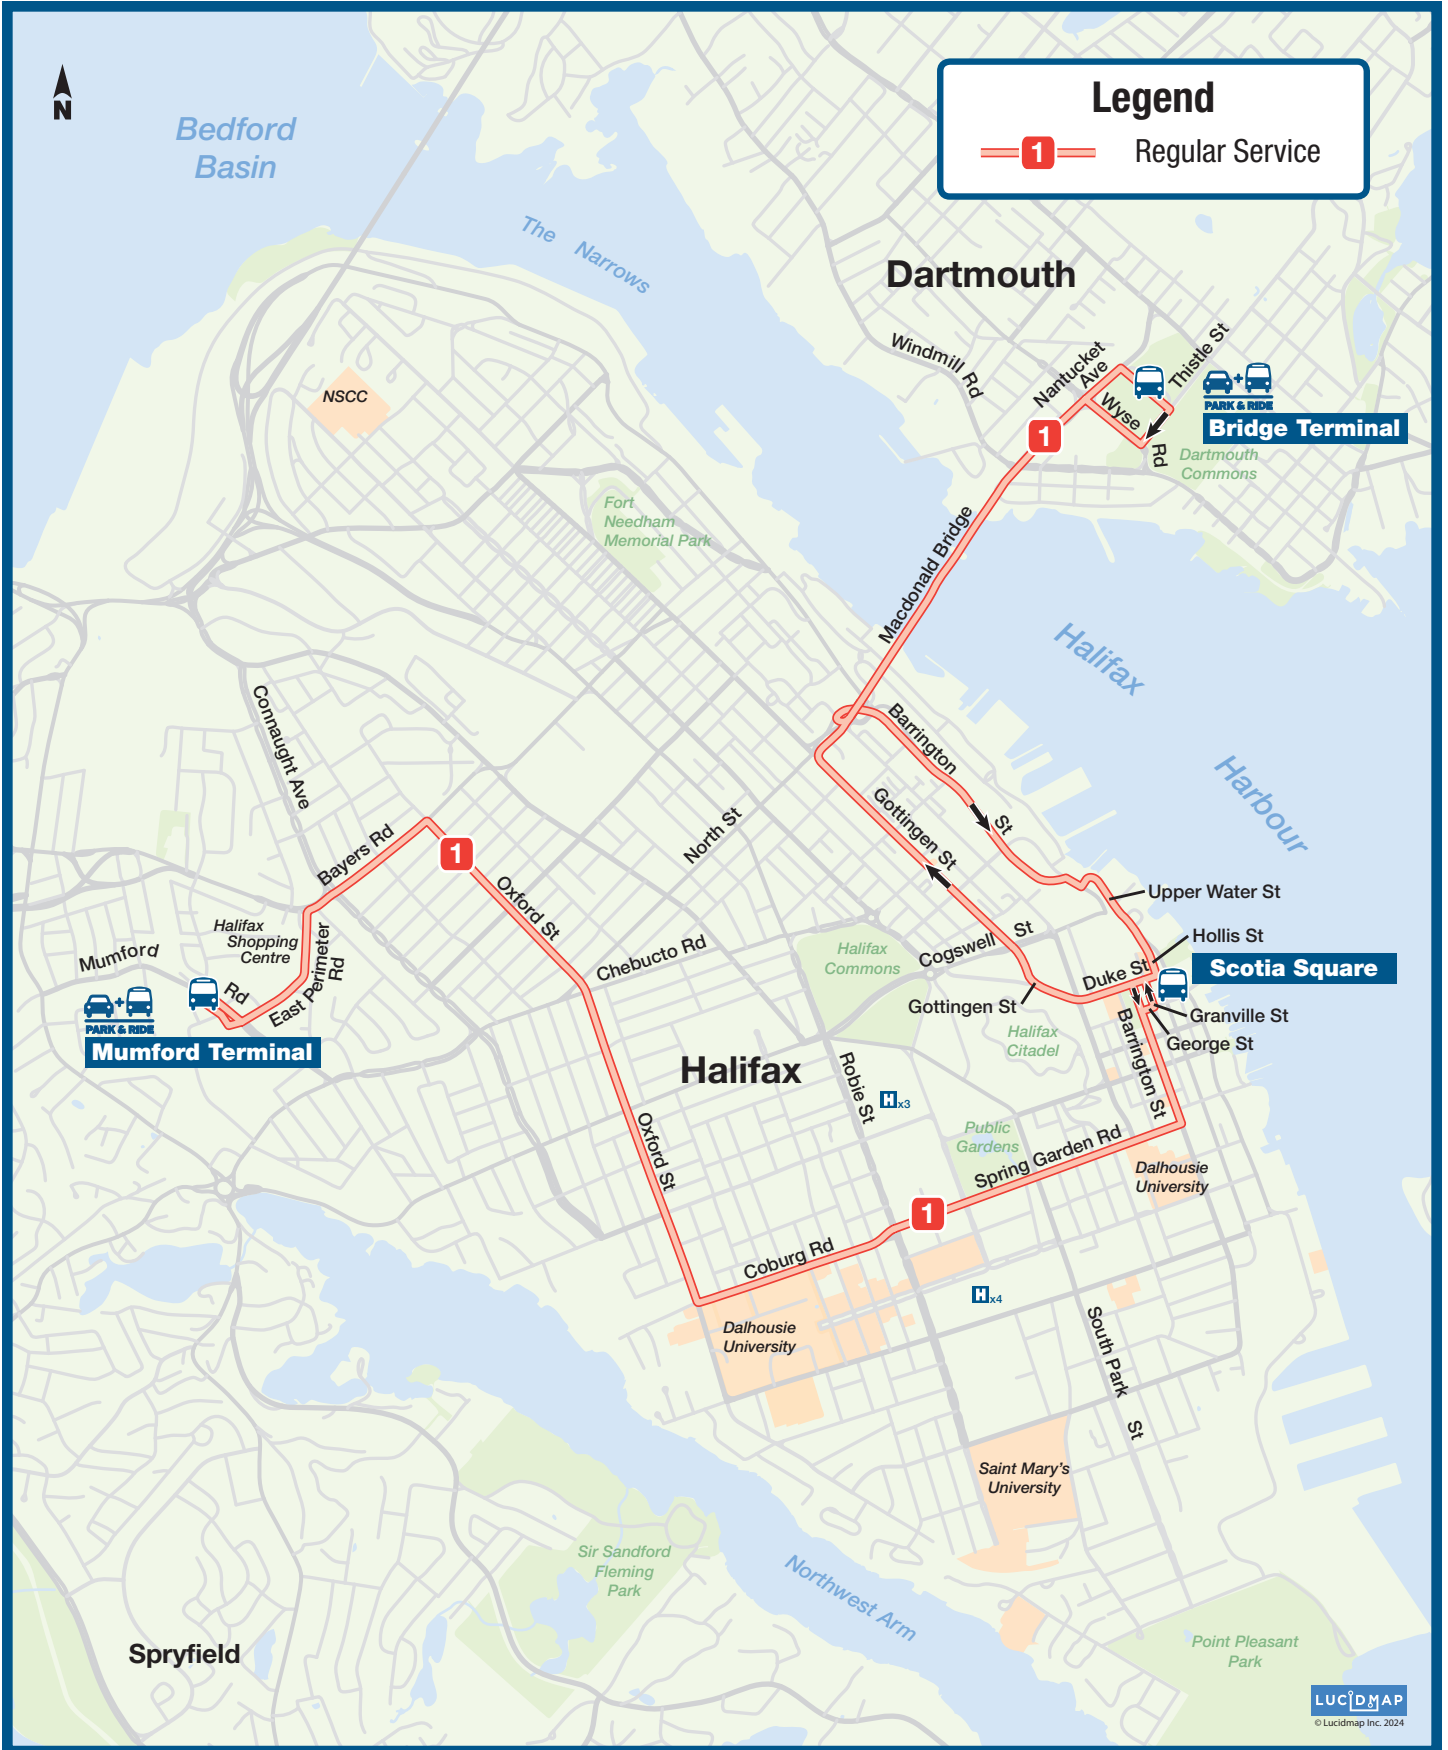 N
Bedford
Basin
The Narrows
Legend
1 Regular Service
Dartmouth
Windmill Rd
Nantucket
Ave
Thistle St
Wyse
Rd
PARK & RIDE
Bridge Terminal
Dartmouth
Commons
1
NSCC
Fort
Needham
Memorial Park
Macdonald Bridge
Halifax
Harbour
Connaught Ave
Barrington
St
Gottingen St
North St
Bayers Rd
1
Oxford St
Upper Water St
Hollis St
Scotia Square
Halifax
Shopping
Centre
Mumford
Rd
East Perimeter
Rd
Chebucto Rd
Halifax
Commons
Cogswell St
Duke St
Gottingen St
Granville St
George St
PARK & RIDE
Mumford Terminal
Halifax
Citadel
Barrington St
Halifax
Robie St
H x3
Oxford St
Public
Gardens
Spring Garden Rd
Dalhousie
University
1
Coburg Rd
H x4
Dalhousie
University
South Park
St
Saint Mary's
University
Sir Sandford
Fleming
Park
Northwest Arm
Spryfield
Point Pleasant
Park
LUCIDMAP
© Lucidmap Inc. 2024